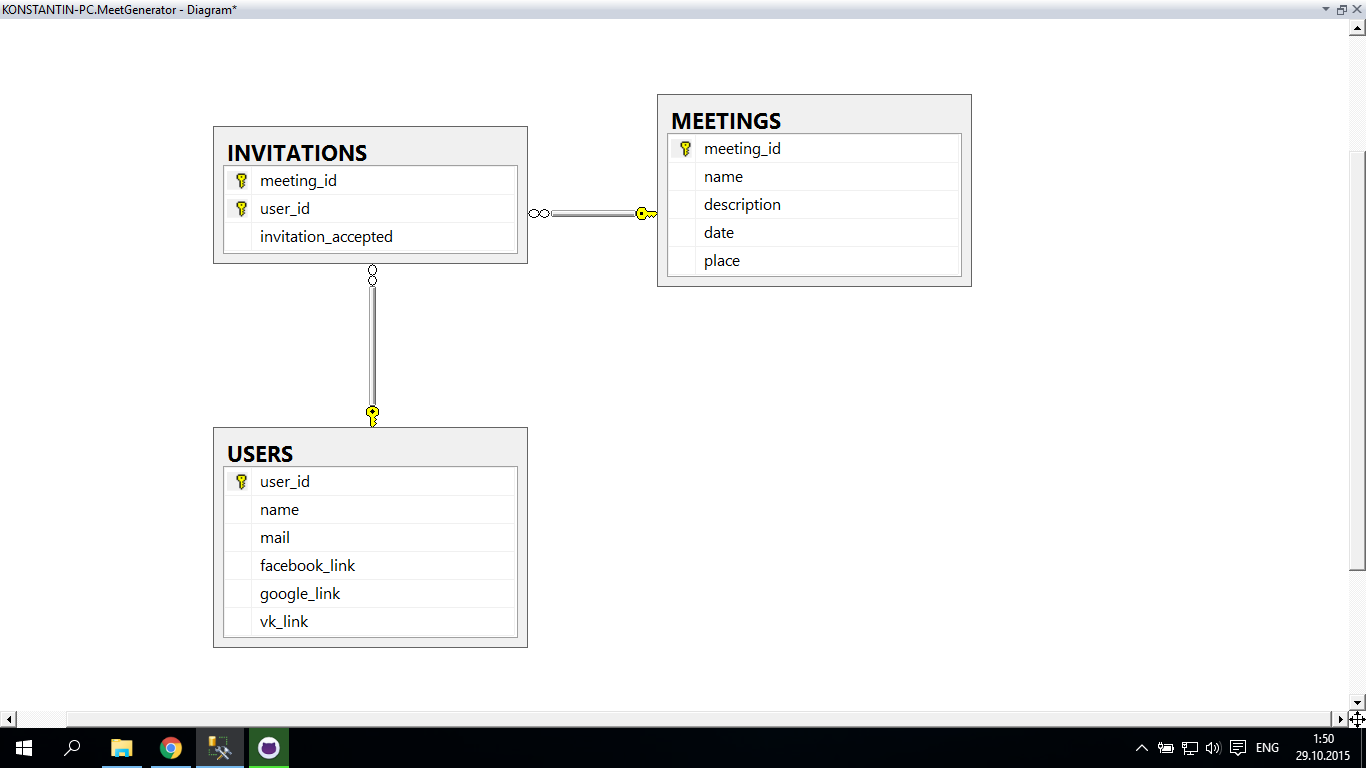 KONSTANTIN-PC.MeetGenerator - Diagram*
INVITATIONS
meeting_id
user_id
invitation_accepted
MEETINGS
meeting_id
name
description
date
place
USERS
user_id
name
mail
facebook_link
google_link
vk_link
ENG
1:50
29.10.2015